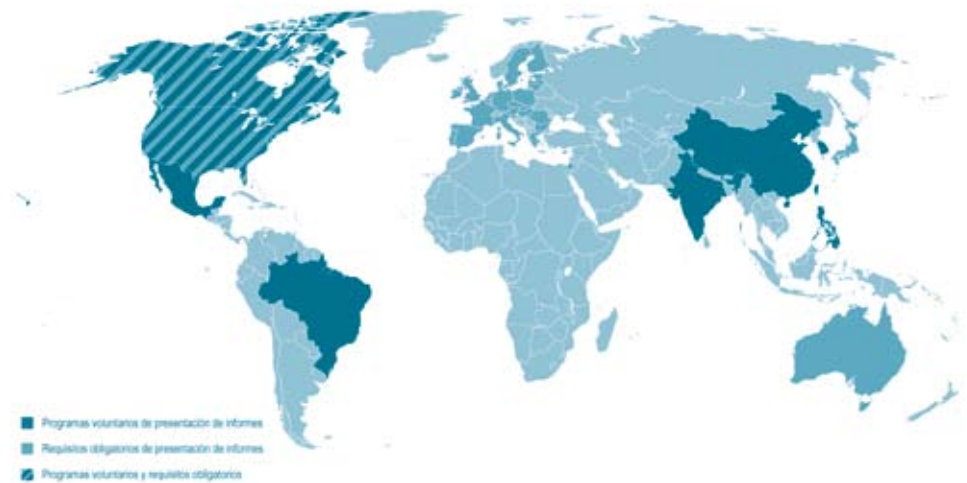 Programas voluntarios de presentación de informes
Requisitos obligatorios de presentación de informes
Programas voluntarios y requisitos obligatorios